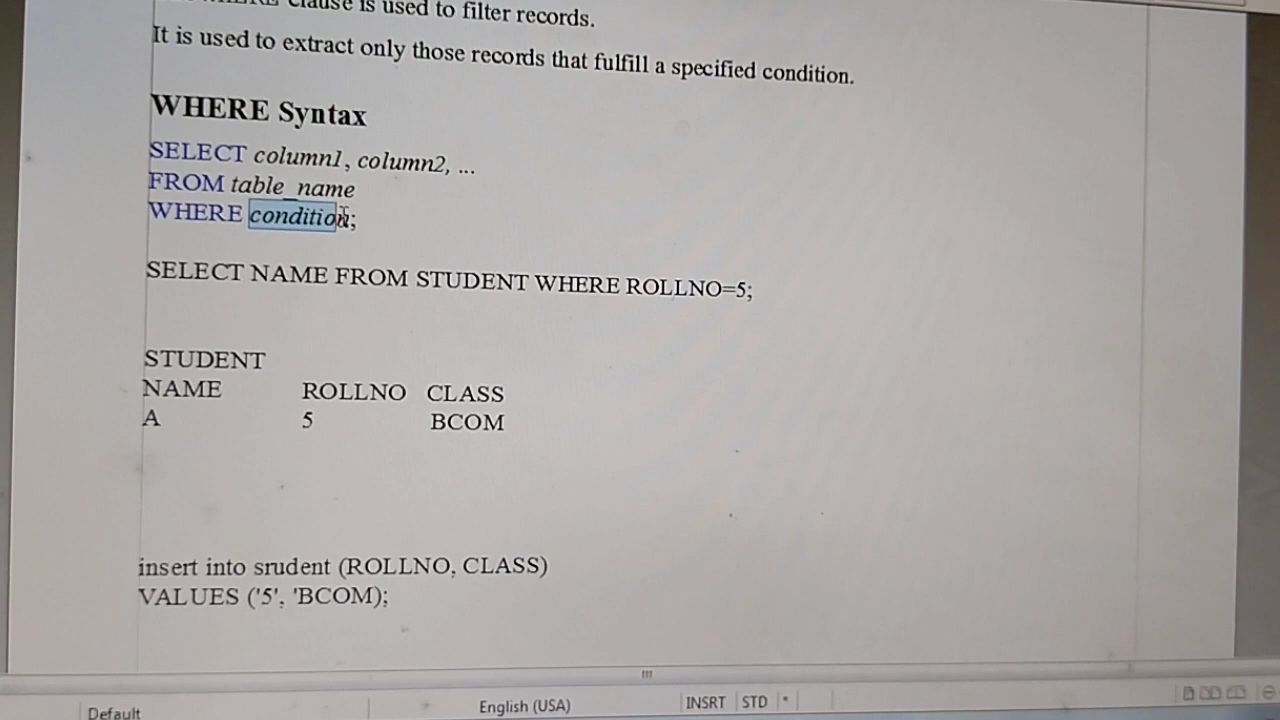 clause is used to filter records.
It is used to extract only those records that fulfill a specified condition.
WHERE Syntax
SELECT column1, column2, ...
FROM table_name
WHERE condition;
SELECT NAME FROM STUDENT WHERE ROLLNO=5;
STUDENT
NAME ROLLNO CLASS
A 5 BCOM
insert into srudent (ROLLNO, CLASS)
VALUES ('5', 'BCOM);
Default English (USA) INSRT STD *